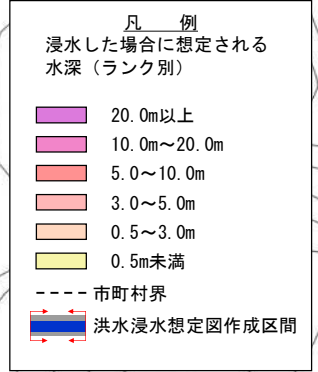 凡　例
浸水した場合に想定される
水深（ランク別）
20.0m以上
10.0m～20.0m
5.0～10.0m
3.0～5.0m
0.5～3.0m
0.5m未満
市町村界
洪水浸水想定図作成区間